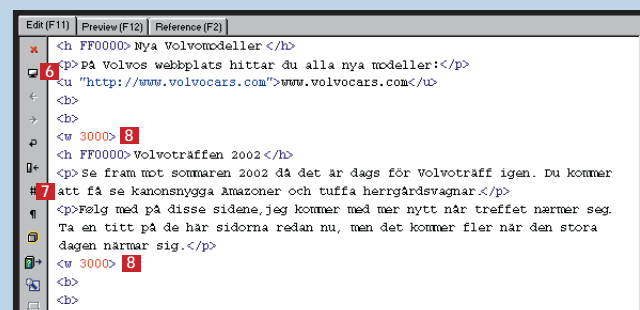 Edit (F11) Preview (F12) Reference (F2)
<h FF0000> Nya Volvomodeller </h>
6 <p>På Volvos webbplats hittar du alla nya modeller:</p>
<u "http://www.volvocars.com">www.volvocars.com</u>
<b>
<b>
<w 3000> 8
<h FF0000>Volvoträffen 2002</h>
<p>Se fram mot sommaren 2002 då det är dags för Volvoträff igen. Du kommer
7 att få se kanonsnygga Amazoner och tuffa herrgårdsvagnar.</p>
<p>Følg med på disse sidene,jeg kommer med mer nytt når treffet nærmer seg.
Ta en titt på de här sidorna redan nu, men det kommer fler när den stora
dagen närmar sig.</p>
<w 3000> 8
<b>
<b>